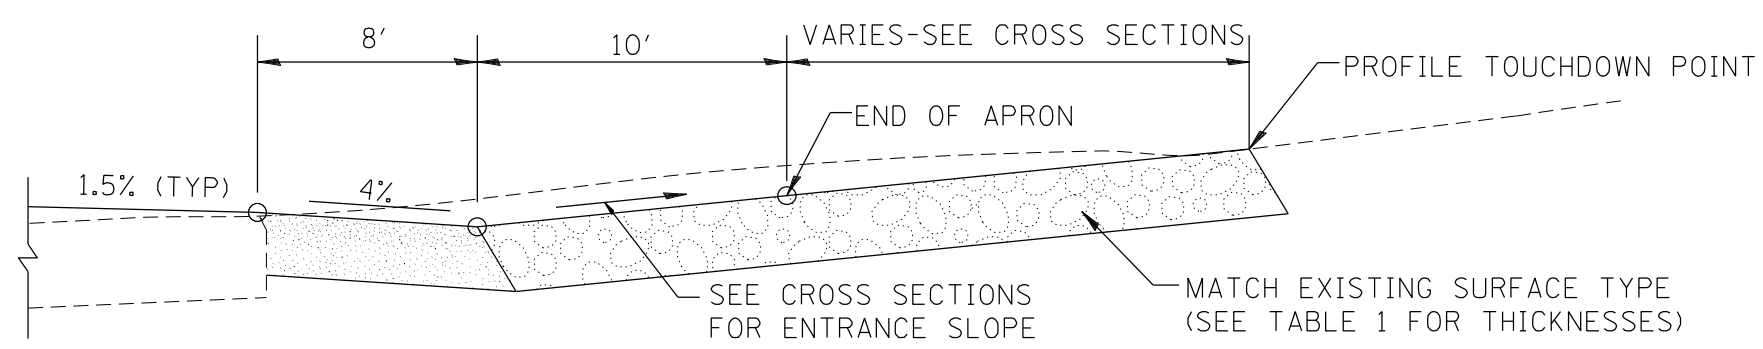 8'
10'
VARIES-SEE CROSS SECTIONS
PROFILE TOUCHDOWN POINT
END OF APRON
1.5% (TYP)
4%
SEE CROSS SECTIONS
FOR ENTRANCE SLOPE
MATCH EXISTING SURFACE TYPE
(SEE TABLE 1 FOR THICKNESSES)